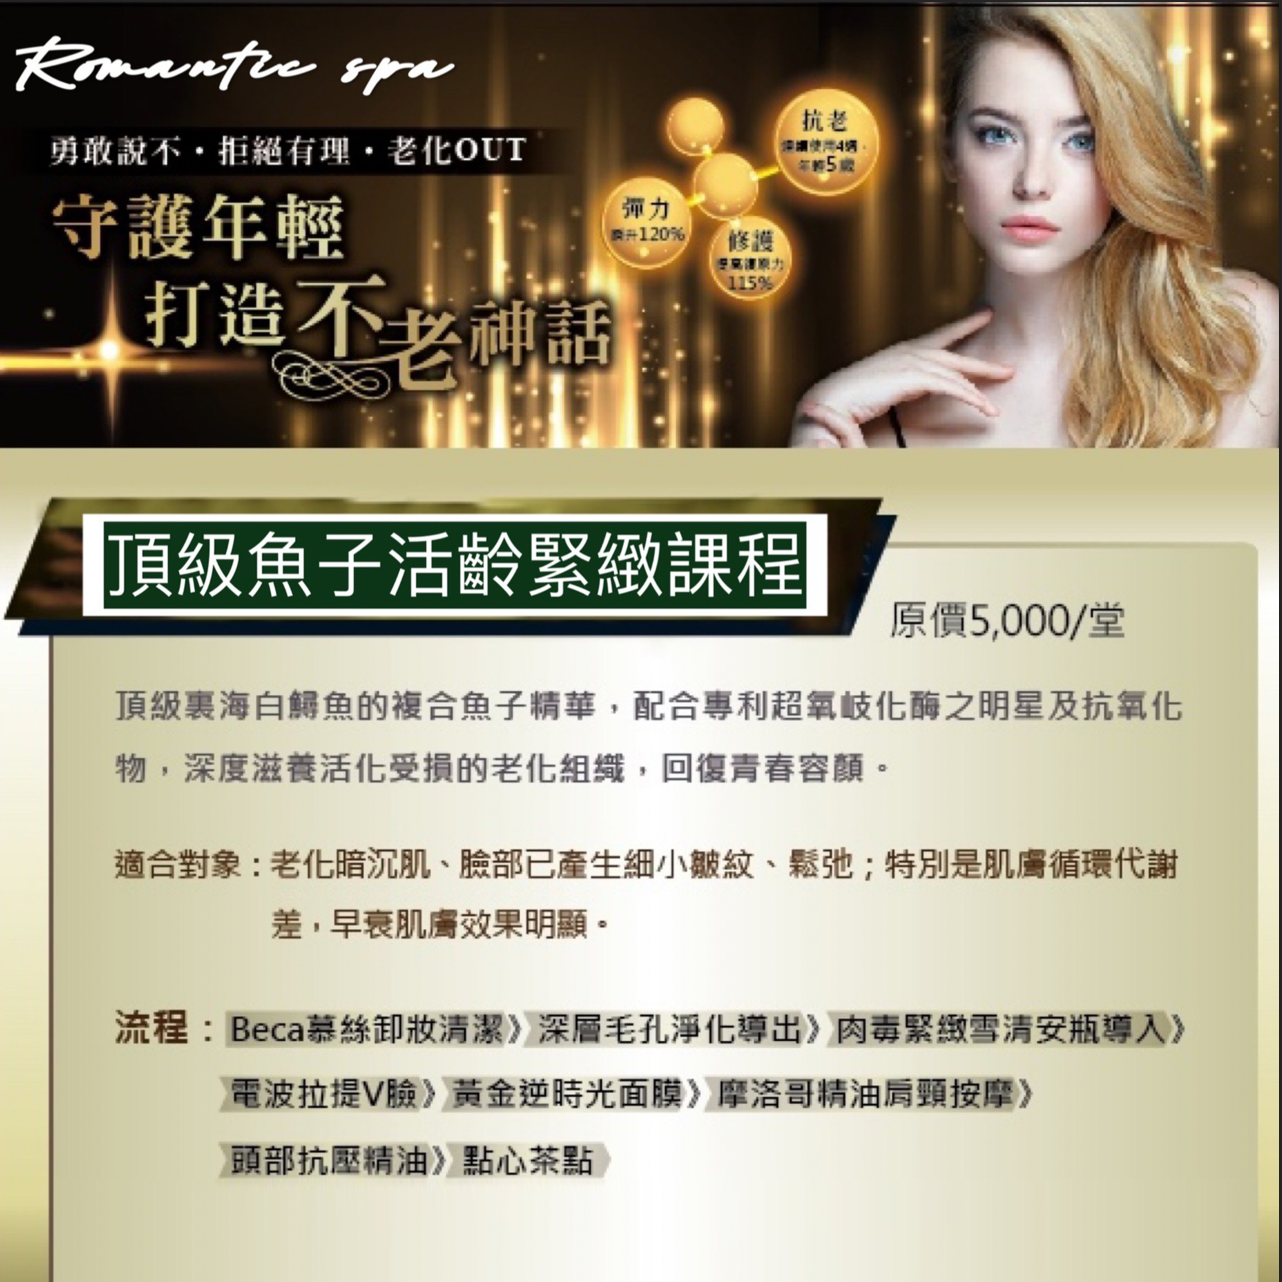 Romantic spa
勇敢說不·拒絕有理·老化OUT
守護年輕
打造不老神話
抗老
連續使用4週,
年輕5歲
彈力
提升120%
修護
提高復原力
115%
頂級魚子活齡緊緻課程
原價5,000/堂
頂級裏海白鱘魚的複合魚子精華,配合專利超氧岐化酶之明星及抗氧化
物,深度滋養活化受損的老化組織,回復青春容顏。
適合對象:老化暗沉肌、臉部已產生細小皺紋、鬆弛;特別是肌膚循環代謝
差,早衰肌膚效果明顯。
流程:Beca慕絲卸妝清潔》深層毛孔淨化導出》肉毒緊緻雪清安瓶導入》
電波拉提V臉》黃金逆時光面膜》摩洛哥精油肩頸按摩》
頭部抗壓精油》點心茶點